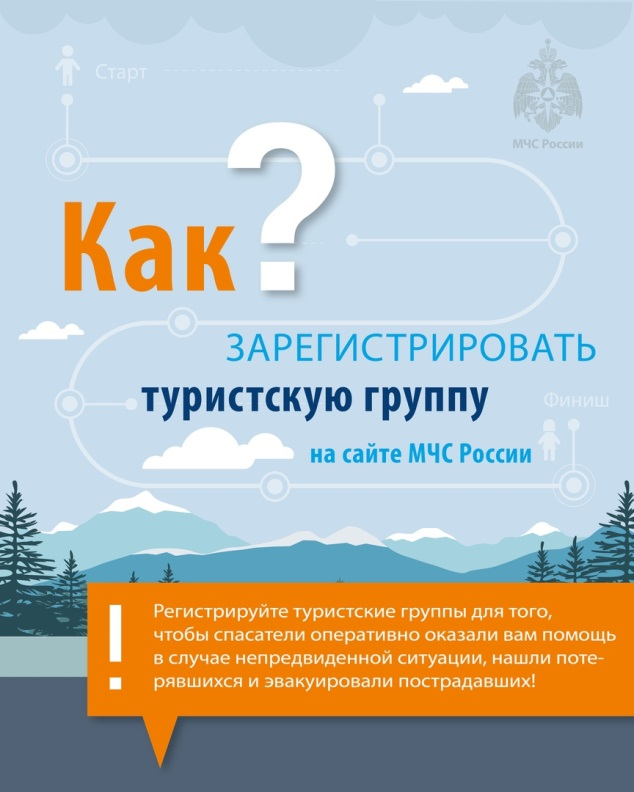 Старт
МЧС России
Как?
ЗАРЕГИСТРИРОВАТЬ
туристскую группу
Финиш
на сайте МЧС России
!
Регистрируйте туристские группы для того,
чтобы спасатели оперативно оказали вам помощь
в случае непредвиденной ситуации, нашли поте-
рявшихся и эвакуировали пострадавших!